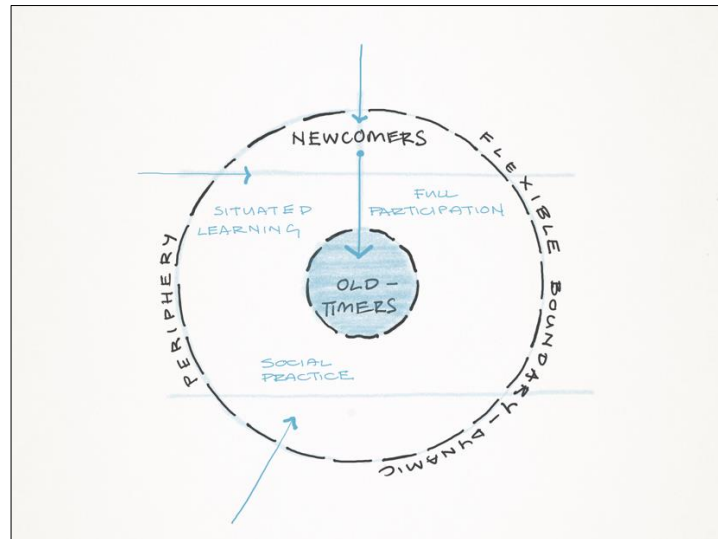 NEWCOMERS
FLEXIBLE BOUNDARY-DYNAMIC
FULL
PARTICIPATION
SITUATED
LEARNING
PERIPHERY
OLD-
TIMERS
SOCIAL
PRACTICE